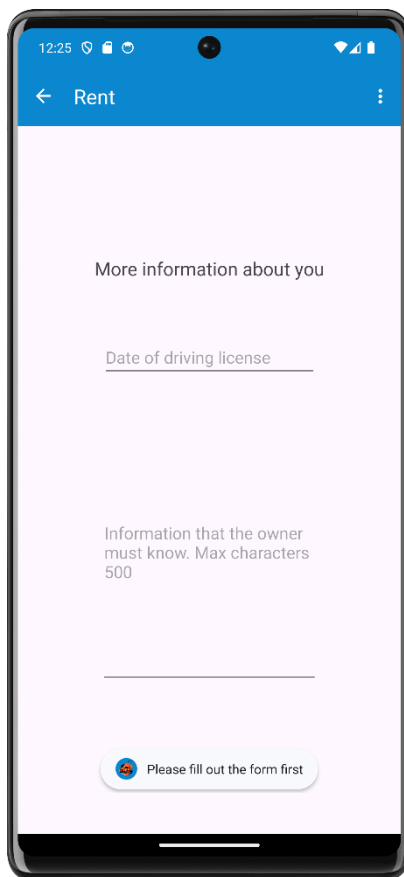 12:25
Rent
More information about you
Date of driving license
Information that the owner
must know. Max characters
500
Please fill out the form first